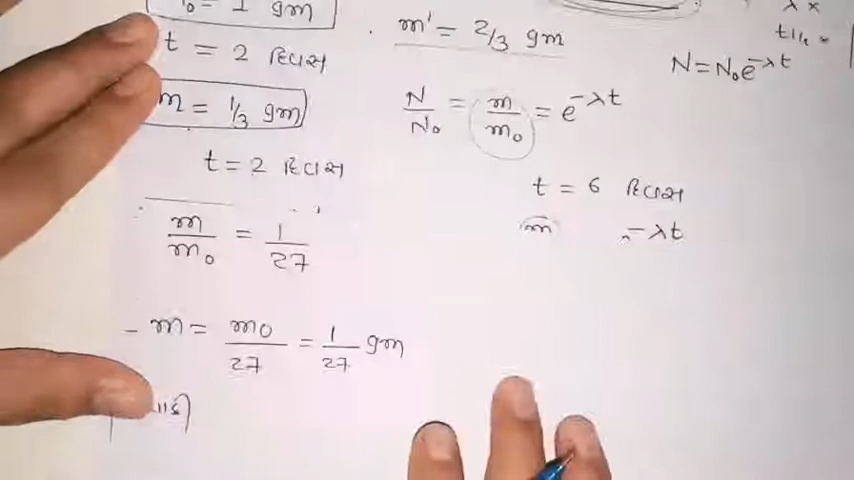 1 gm
t = 2 દિવસ
m = 1/3 gm
t = 2 દિવસ
m/m₀ = 1/27
m = m₀/27 = 1/27 gm
m' = 2/3 gm
N/N₀ = m/m₀ = e^-λt
t = 6 દિવસ
m -λt
λ
N = N₀e^-λt